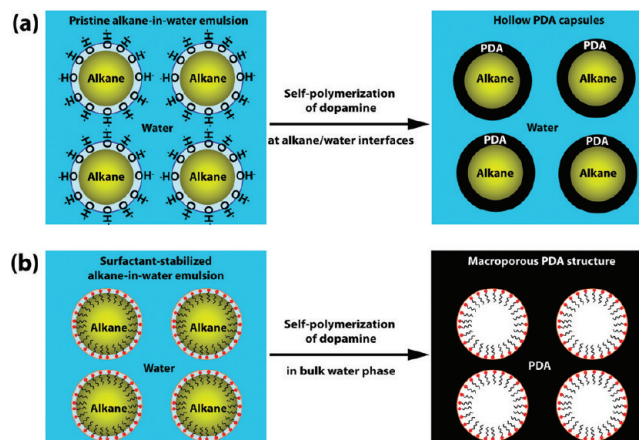 (a)
Pristine alkane-in-water emulsion
Alkane
Alkane
Water
Alkane
Alkane
Self-polymerization
of dopamine
at alkane/water interfaces
Hollow PDA capsules
PDA
PDA
Alkane
Alkane
Water
PDA
PDA
Alkane
Alkane
(b)
Surfactant-stabilized
alkane-in-water emulsion
Alkane
Alkane
Water
Alkane
Alkane
Self-polymerization
of dopamine
in bulk water phase
Macroporous PDA structure
PDA